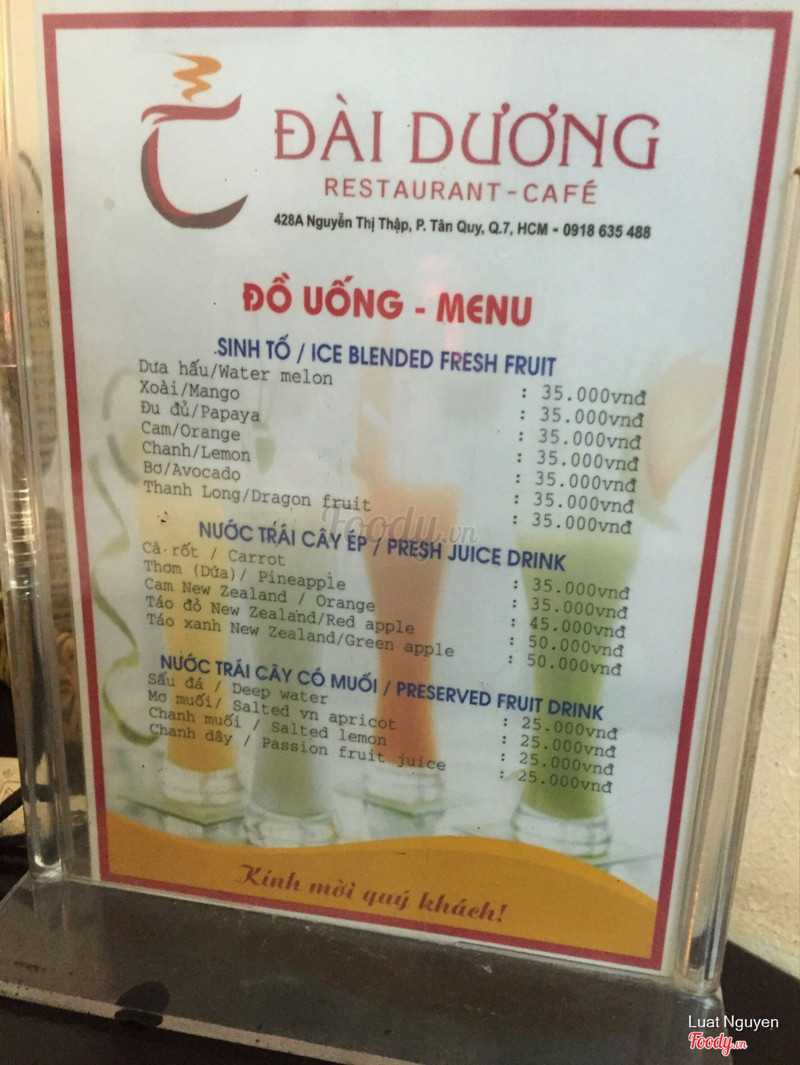 ĐÀI DƯƠNG
RESTAURANT - CAFÉ
428A Nguyễn Thị Thập, P. Tân Quy, Q.7, HCM - 0918 635 488
ĐỒ UỐNG - MENU
SINH TỐ / ICE BLENDED FRESH FRUIT
Dưa hấu/Water melon : 35.000vnđ
Xoài/Mango : 35.000vnđ
Đu đủ/Papaya : 35.000vnđ
Cam/Orange : 35.000vnđ
Chanh/Lemon : 35.000vnđ
Bơ/Avocado : 35.000vnđ
Thanh Long/Dragon fruit : 35.000vnđ
NƯỚC TRÁI CÂY ÉP / PRESH JUICE DRINK
Cà rốt / Carrot : 35.000vnđ
Thơm (Dứa)/ Pineapple : 35.000vnđ
Cam New Zealand / Orange : 45.000vnđ
Táo đỏ New Zealand/Red apple : 50.000vnđ
Táo xanh New Zealand/Green apple : 50.000vnđ
NƯỚC TRÁI CÂY CÓ MUỐI / PRESERVED FRUIT DRINK
Sấu đá / Deep water : 25.000vnđ
Mơ muối/ Salted vn apricot : 25.000vnđ
Chanh muối / Salted lemon : 25.000vnđ
Chanh dây / Passion fruit juice : 25.000vnđ
Kính mời quý khách!
Foody.vn
Luat Nguyen
Foody.vn